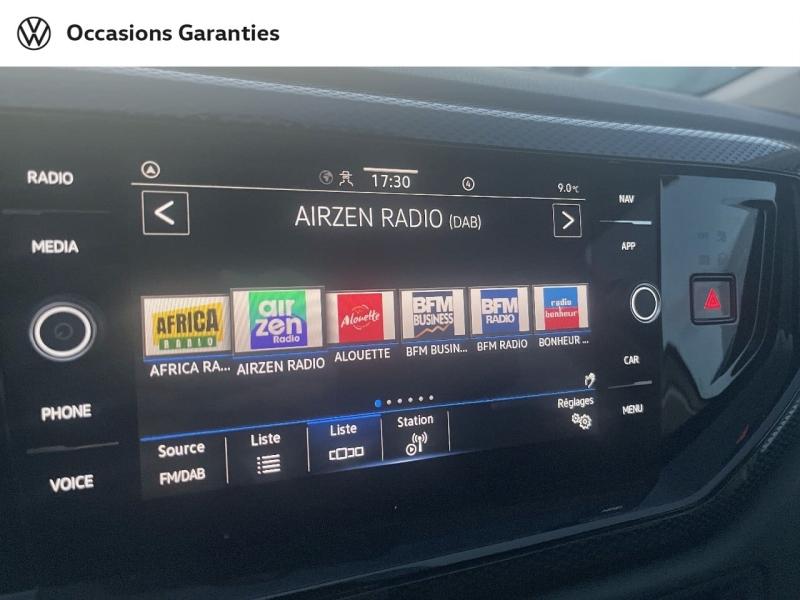 Occasions Garanties
RADIO
MEDIA
PHONE
VOICE
17:30
4
9.0°C
AIRZEN RADIO (DAB)
AFRICA
RADIO
air
zen
Radio
Alouette
BFM
BUSINESS
BFM
RADIO
radio
bonheur
AFRICA RA...
AIRZEN RADIO
ALOUETTE
BFM BUSIN...
BFM RADIO
BONHEUR ...
Source
FM/DAB
Liste
Liste
Station
Réglages
NAV
APP
CAR
MENU